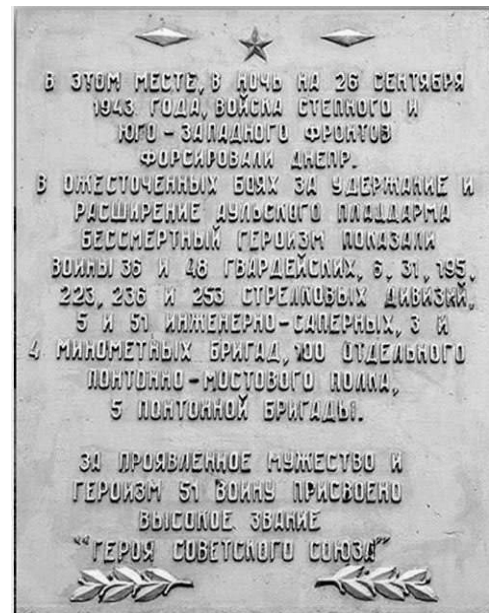 В ЭТОМ МЕСТЕ, В НОЧЬ НА 26 СЕНТЯБРЯ
1943 ГОДА, ВОЙСКА СТЕПНОГО И
ЮГО-ЗАПАДНОГО ФРОНТОВ
ФОРСИРОВАЛИ ДНЕПР.
В ОЖЕСТОЧЕННЫХ БОЯХ ЗА УДЕРЖАНИЕ И
РАСШИРЕНИЕ АУЛЬСКОГО ПЛАЦДАРМА
БЕССМЕРТНЫЙ ГЕРОИЗМ ПОКАЗАЛИ
ВОИНЫ 36 И 48 ГВАРДЕЙСКИХ, 6, 31, 195,
223, 236 И 253 СТРЕЛКОВЫХ ДИВИЗИЙ,
5 И 51 ИНЖЕНЕРНО-САПЕРНЫХ, 3 И
4 МИНОМЕТНЫХ БРИГАД, 100 ОТДЕЛЬНОГО
ПОНТОННО-МОСТОВОГО ПОЛКА,
5 ПОНТОННОЙ БРИГАДЫ.
ЗА ПРОЯВЛЕННОЕ МУЖЕСТВО И
ГЕРОИЗМ 51 ВОИНУ ПРИСВОЕНО
ВЫСОКОЕ ЗВАНИЕ
"ГЕРОЯ СОВЕТСКОГО СОЮЗА"